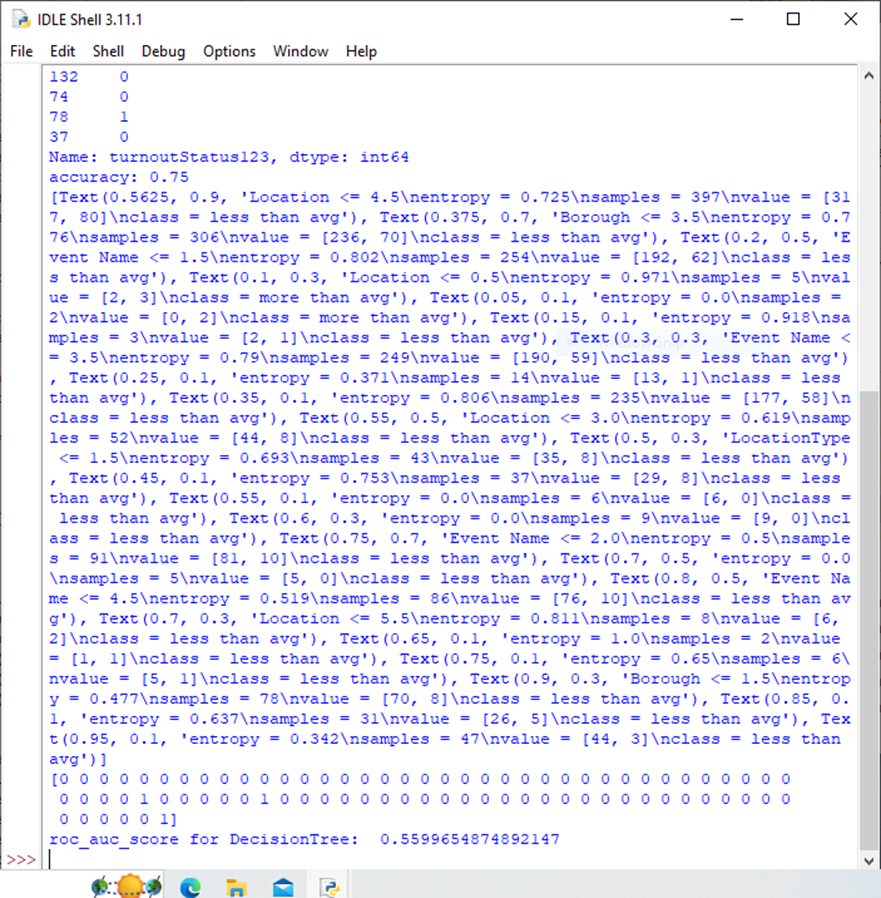 IDLE Shell 3.11.1
File Edit Shell Debug Options Window Help
132 0
74 0
78 1
37 0
Name: turnoutStatus123, dtype: int64
accuracy: 0.75
[Text(0.5625, 0.9, 'Location <= 4.5\nentropy = 0.725\nsamples = 397\nvalue = [31
7, 80]\nclass = less than avg'), Text(0.375, 0.7, 'Borough <= 3.5\nentropy = 0.7
76\nsamples = 306\nvalue = [236, 70]\nclass = less than avg'), Text(0.2, 0.5, 'E
vent Name <= 1.5\nentropy = 0.802\nsamples = 254\nvalue = [192, 62]\nclass = les
s than avg'), Text(0.1, 0.3, 'Location <= 0.5\nentropy = 0.971\nsamples = 5\nval
ue = [2, 3]\nclass = more than avg'), Text(0.05, 0.1, 'entropy = 0.0\nsamples =
2\nvalue = [0, 2]\nclass = more than avg'), Text(0.15, 0.1, 'entropy = 0.918\nsa
mples = 3\nvalue = [2, 1]\nclass = less than avg'), Text(0.3, 0.3, 'Event Name <
= 3.5\nentropy = 0.79\nsamples = 249\nvalue = [190, 59]\nclass = less than avg')
, Text(0.25, 0.1, 'entropy = 0.371\nsamples = 14\nvalue = [13, 1]\nclass = less
than avg'), Text(0.35, 0.1, 'entropy = 0.806\nsamples = 235\nvalue = [177, 58]\n
class = less than avg'), Text(0.55, 0.5, 'Location <= 3.0\nentropy = 0.619\nsamp
les = 52\nvalue = [44, 8]\nclass = less than avg'), Text(0.5, 0.3, 'LocationType
 <= 1.5\nentropy = 0.693\nsamples = 43\nvalue = [35, 8]\nclass = less than avg')
, Text(0.45, 0.1, 'entropy = 0.753\nsamples = 37\nvalue = [29, 8]\nclass = less
than avg'), Text(0.55, 0.1, 'entropy = 0.0\nsamples = 6\nvalue = [6, 0]\nclass =
 less than avg'), Text(0.6, 0.3, 'entropy = 0.0\nsamples = 9\nvalue = [9, 0]\ncl
ass = less than avg'), Text(0.75, 0.7, 'Event Name <= 2.0\nentropy = 0.5\nsample
s = 91\nvalue = [81, 10]\nclass = less than avg'), Text(0.7, 0.5, 'entropy = 0.0
\nsamples = 5\nvalue = [5, 0]\nclass = less than avg'), Text(0.8, 0.5, 'Event Na
me <= 4.5\nentropy = 0.519\nsamples = 86\nvalue = [76, 10]\nclass = less than av
g'), Text(0.7, 0.3, 'Location <= 5.5\nentropy = 0.811\nsamples = 8\nvalue = [6,
2]\nclass = less than avg'), Text(0.65, 0.1, 'entropy = 1.0\nsamples = 2\nvalue
= [1, 1]\nclass = less than avg'), Text(0.75, 0.1, 'entropy = 0.65\nsamples = 6\
nvalue = [5, 1]\nclass = less than avg'), Text(0.9, 0.3, 'Borough <= 1.5\nentrop
y = 0.477\nsamples = 78\nvalue = [70, 8]\nclass = less than avg'), Text(0.85, 0.
1, 'entropy = 0.637\nsamples = 31\nvalue = [26, 5]\nclass = less than avg'), Tex
t(0.95, 0.1, 'entropy = 0.342\nsamples = 47\nvalue = [44, 3]\nclass = less than
avg')]
[0 0 0 0 0 0 0 0 0 0 0 0 0 0 0 0 0 0 0 0 0 0 0 0 0 0 0 0 0 0 0 0 0 0 0 0 0
 0 0 0 0 1 0 0 0 0 0 1 0 0 0 0 0 0 0 0 0 0 0 0 0 0 0 0 0 0 0 0 0 0 0 0 0 0
 0 0 0 0 0 1]
roc_auc_score for DecisionTree:  0.5599654874892147
>>>